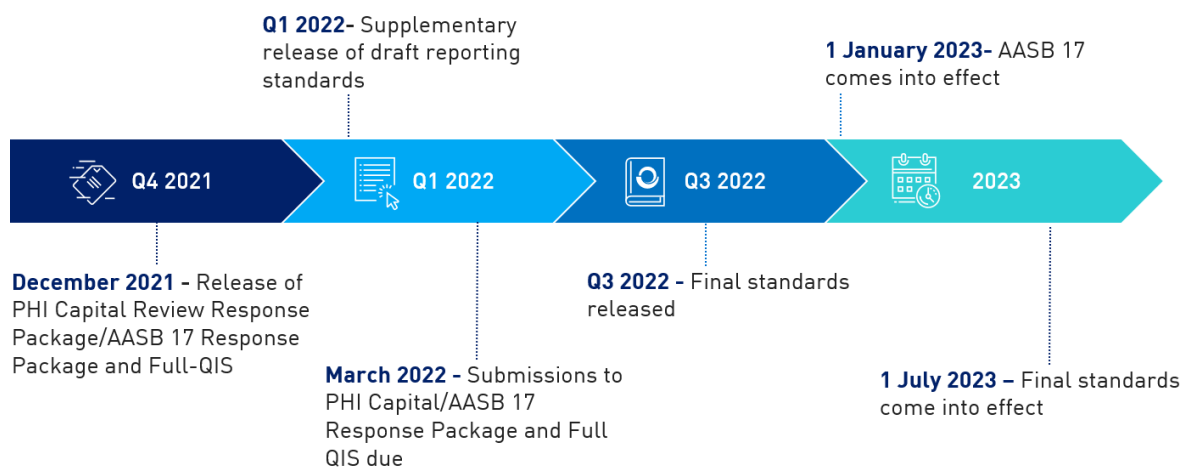 Q1 2022- Supplementary
release of draft reporting
standards
1 January 2023- AASB 17
comes into effect
Q4 2021
Q1 2022
Q3 2022
2023
December 2021 - Release of
PHI Capital Review Response
Package/AASB 17 Response
Package and Full-QIS
March 2022 - Submissions to
PHI Capital/AASB 17
Response Package and Full
QIS due
Q3 2022 - Final standards
released
1 July 2023 – Final standards
come into effect